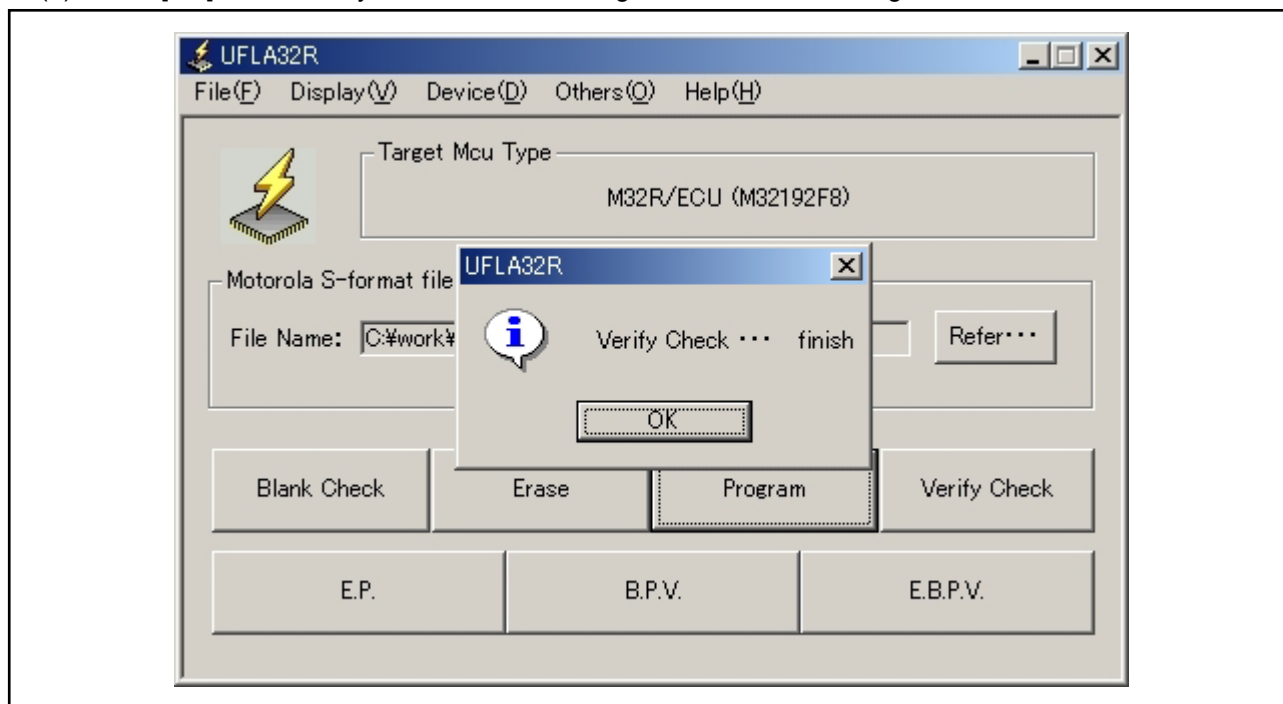 UFLA32R
File(F) Display(V) Device(D) Others(O) Help(H)
Target Mcu Type
M32R/ECU (M32192F8)
Motorola S-format file
UFLA32R
File Name: C:¥work¥
Verify Check ・・・ finish
Refer・・・
OK
Blank Check Erase Program Verify Check
E.P. B.P.V. E.B.P.V.